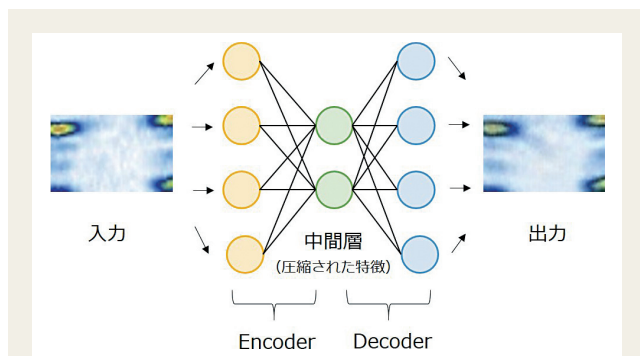 入力
中間層
(圧縮された特徴)
出力
Encoder
Decoder